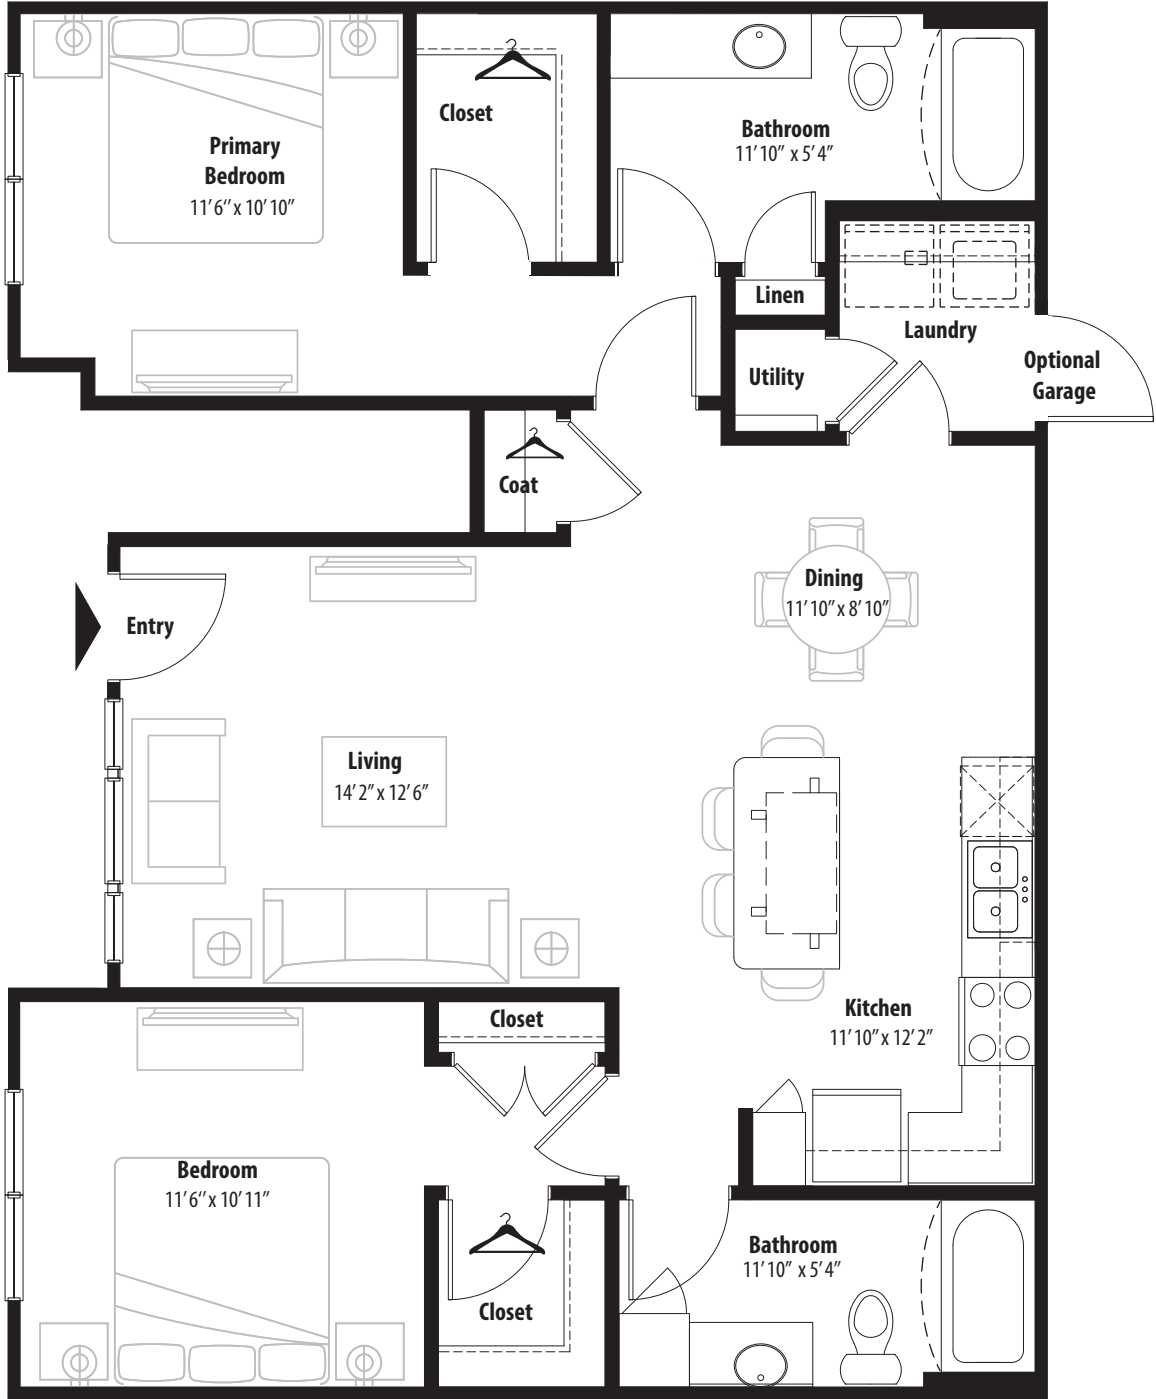 Closet
Bathroom
11'10" x 5'4"
Primary
Bedroom
11'6" x 10'10"
Linen
Laundry
Optional
Garage
Utility
Coat
Dining
11'10" x 8'10"
Entry
Living
14'2" x 12'6"
Kitchen
11'10" x 12'2"
Closet
Bedroom
11'6" x 10'11"
Bathroom
11'10" x 5'4"
Closet